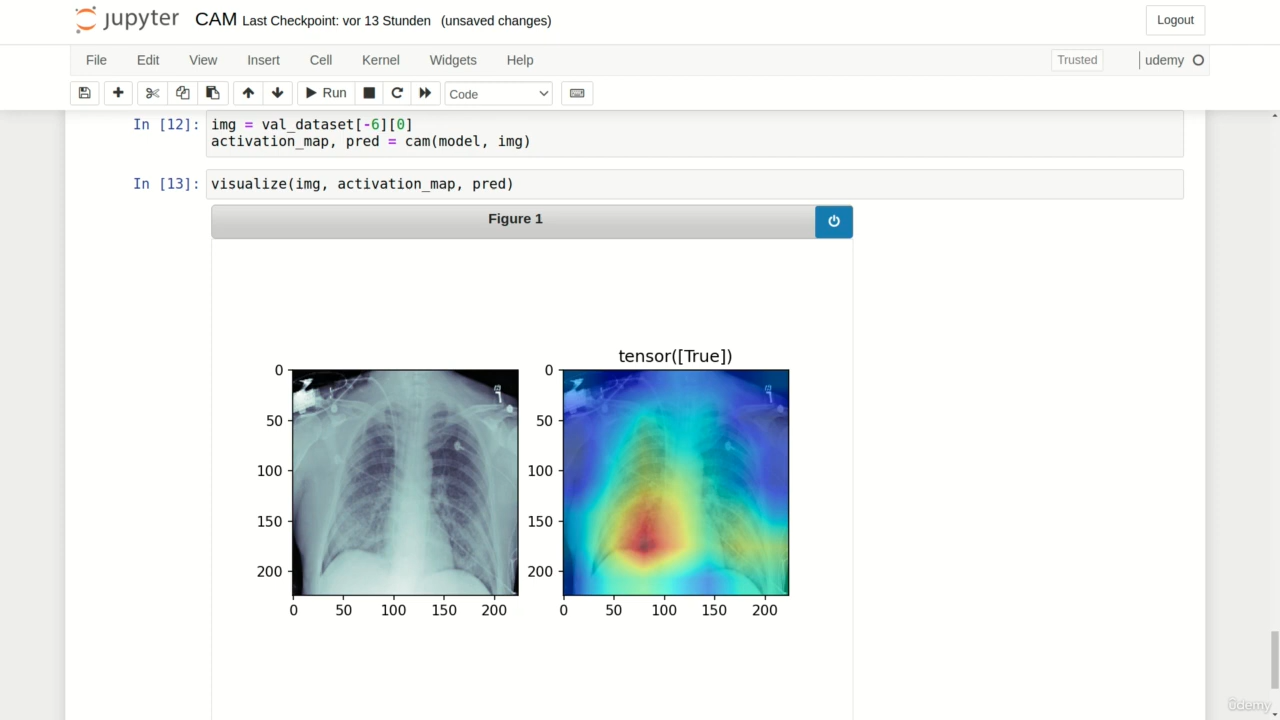 jupyter CAM Last Checkpoint: vor 13 Stunden (unsaved changes) Logout
File Edit View Insert Cell Kernel Widgets Help Trusted udemy
Run Code
In [12]: img = val_dataset[-6][0]
activation_map, pred = cam(model, img)
In [13]: visualize(img, activation_map, pred)
Figure 1
tensor([True])
0 0
50 50
100 100
150 150
200 200
0 50 100 150 200 0 50 100 150 200
ûdemy